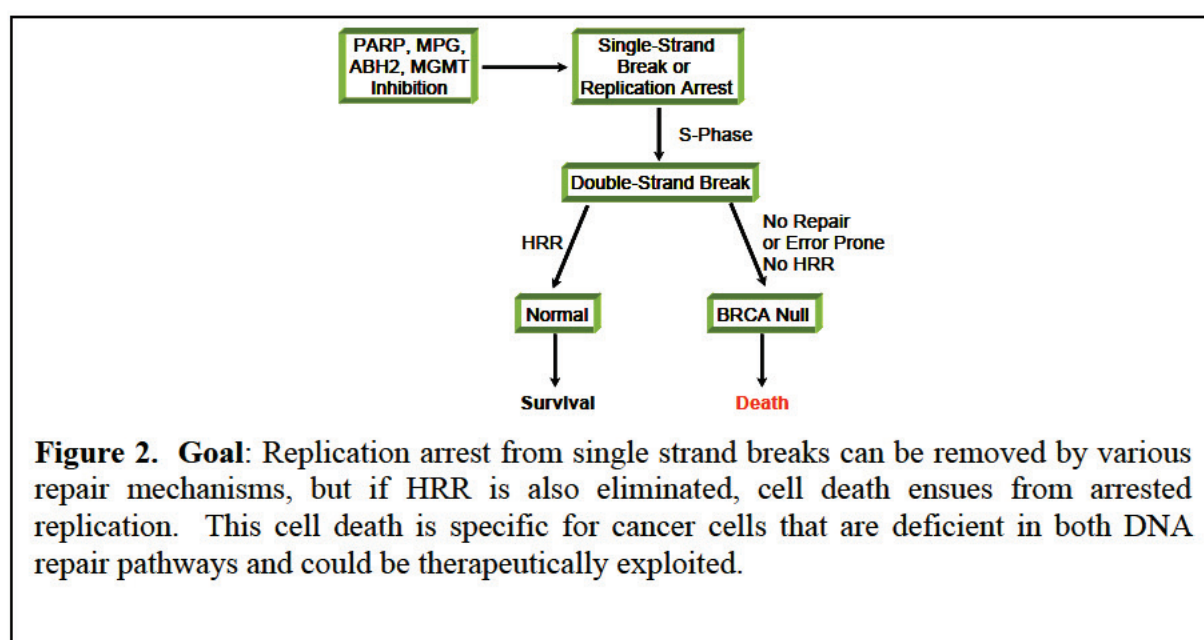 PARP, MPG,
ABH2, MGMT
Inhibition
Single-Strand
Break or
Replication Arrest
S-Phase
Double-Strand Break
HRR
No Repair
or Error Prone
No HRR
Normal
BRCA Null
Survival
Death
Figure 2. Goal: Replication arrest from single strand breaks can be removed by various
repair mechanisms, but if HRR is also eliminated, cell death ensues from arrested
replication. This cell death is specific for cancer cells that are deficient in both DNA
repair pathways and could be therapeutically exploited.